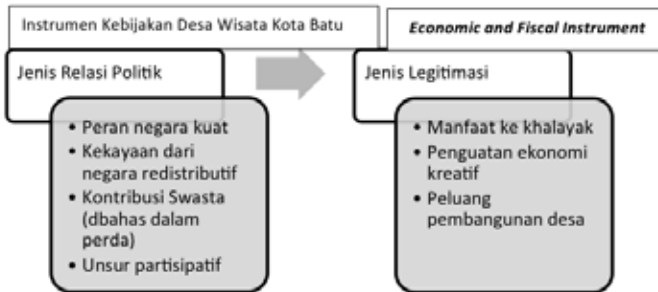 Instrumen Kebijakan Desa Wisata Kota Batu
Economic and Fiscal Instrument
Jenis Relasi Politik
• Peran negara kuat
• Kekayaan dari
negara redistributif
• Kontribusi Swasta
(dbahas dalam
perda)
• Unsur partisipatif
Jenis Legitimasi
• Manfaat ke khalayak
• Penguatan ekonomi
kreatif
• Peluang
pembangunan desa